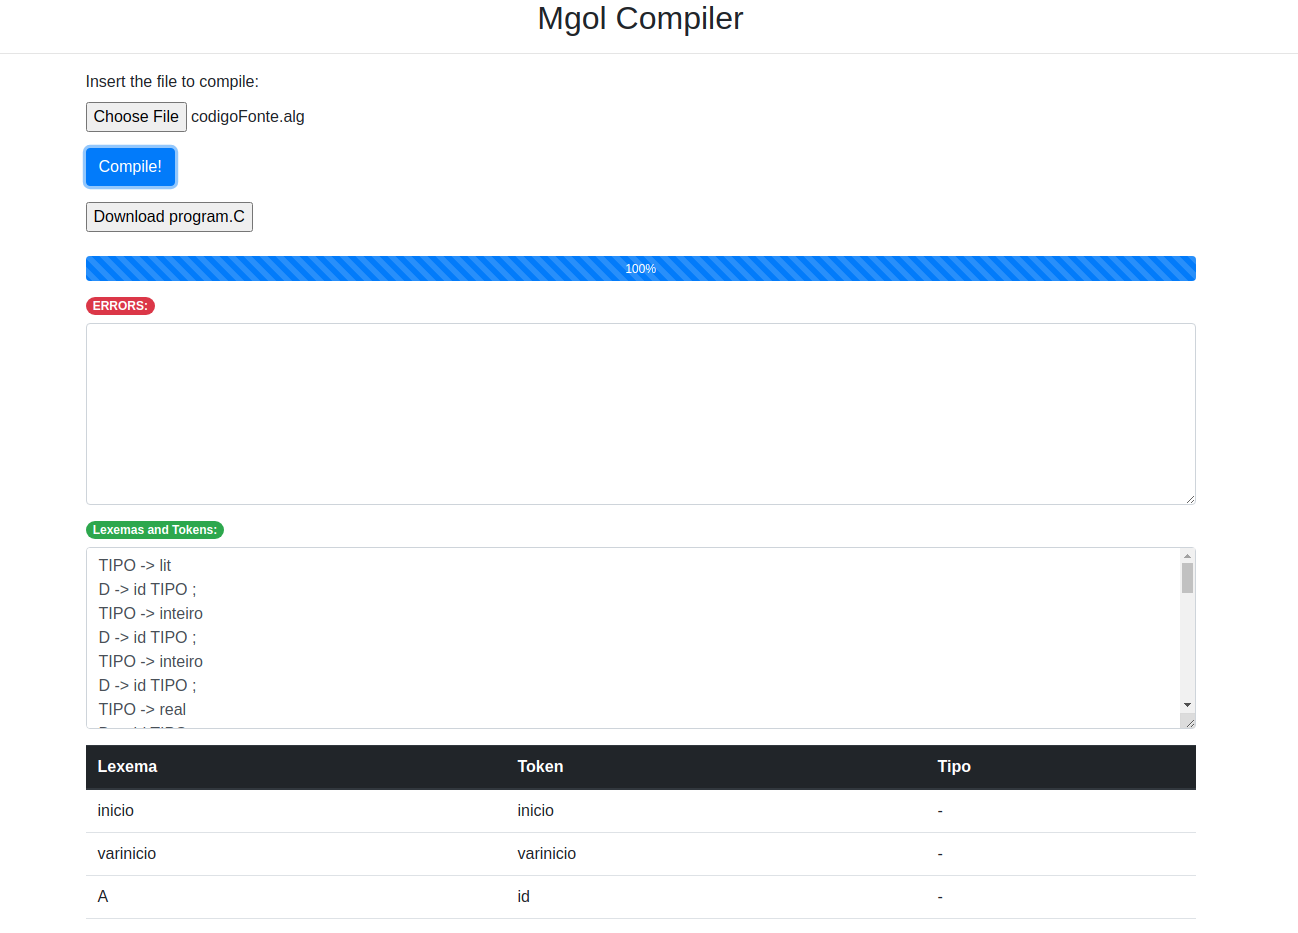 Mgol Compiler
Insert the file to compile:
Choose File codigoFonte.alg
Compile!
Download program.C
100%
ERRORS:
Lexemas and Tokens:
TIPO -> lit
D -> id TIPO ;
TIPO -> inteiro
D -> id TIPO ;
TIPO -> inteiro
D -> id TIPO ;
TIPO -> real
Lexema Token Tipo
inicio inicio -
varinicio varinicio -
A id -